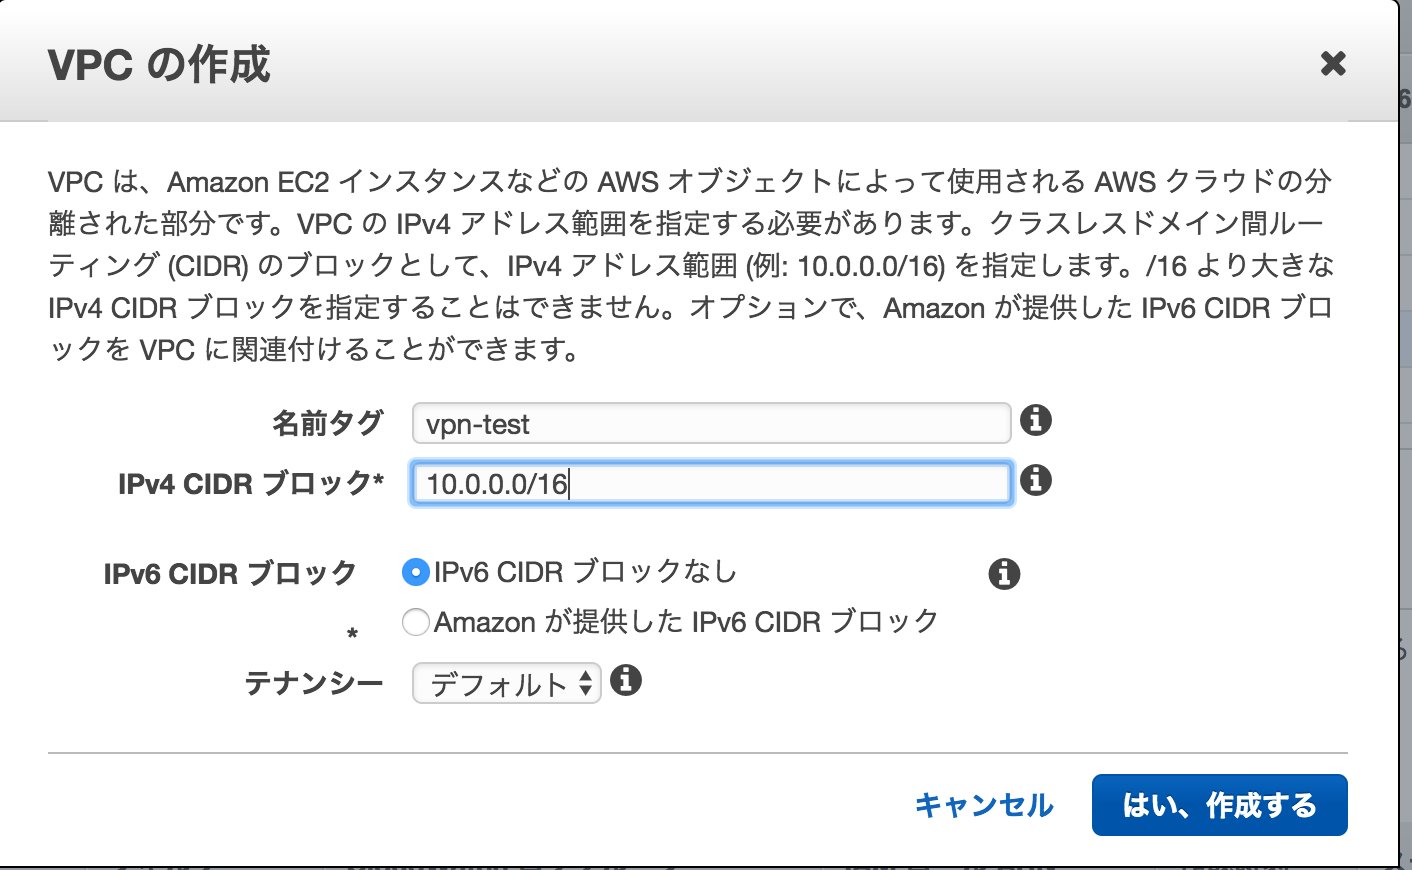 VPC の作成
VPC は、Amazon EC2 インスタンスなどの AWS オブジェクトによって使用される AWS クラウドの分
離された部分です。VPC の IPv4 アドレス範囲を指定する必要があります。クラスレスドメイン間ルー
ティング (CIDR) のブロックとして、IPv4 アドレス範囲 (例: 10.0.0.0/16) を指定します。/16 より大きな
IPv4 CIDR ブロックを指定することはできません。オプションで、Amazon が提供した IPv6 CIDR ブロ
ックを VPC に関連付けることができます。
名前タグ vpn-test
IPv4 CIDR ブロック* 10.0.0.0/16
IPv6 CIDR ブロック IPv6 CIDR ブロックなし
* Amazon が提供した IPv6 CIDR ブロック
テナンシー デフォルト
キャンセル はい、作成する